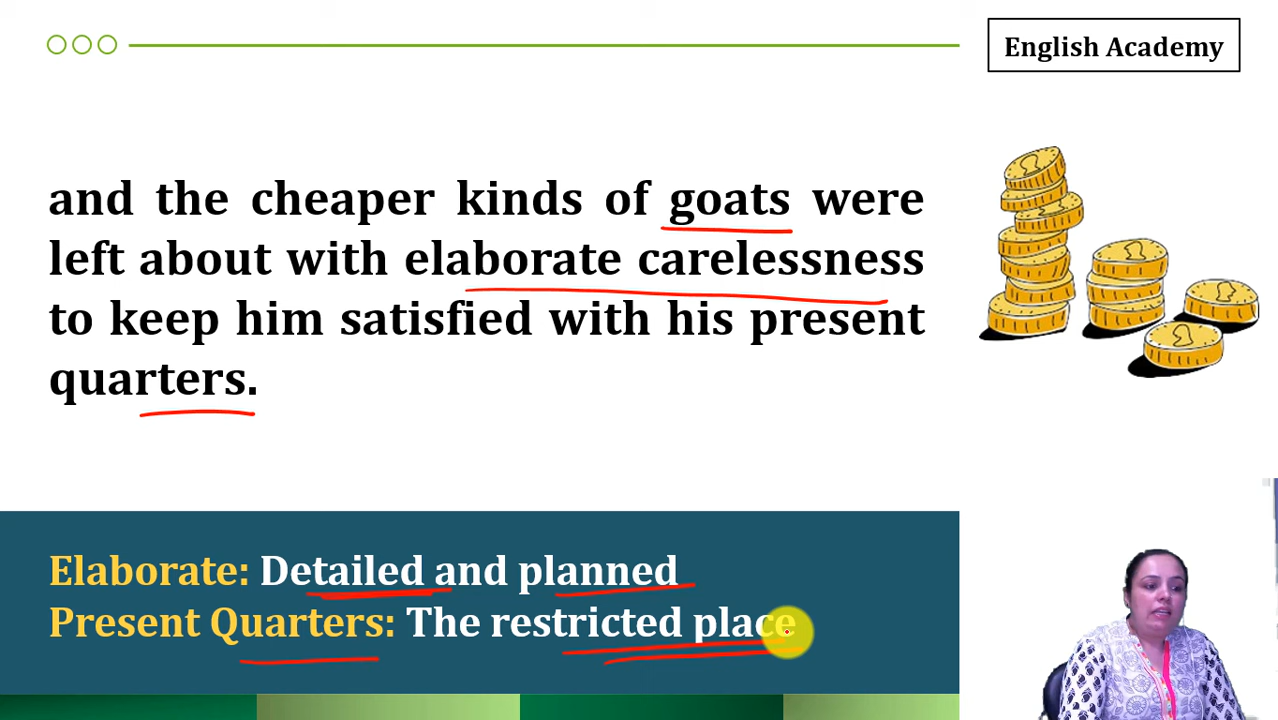 English Academy
and the cheaper kinds of goats were
left about with elaborate carelessness
to keep him satisfied with his present
quarters.
Elaborate: Detailed and planned
Present Quarters: The restricted place